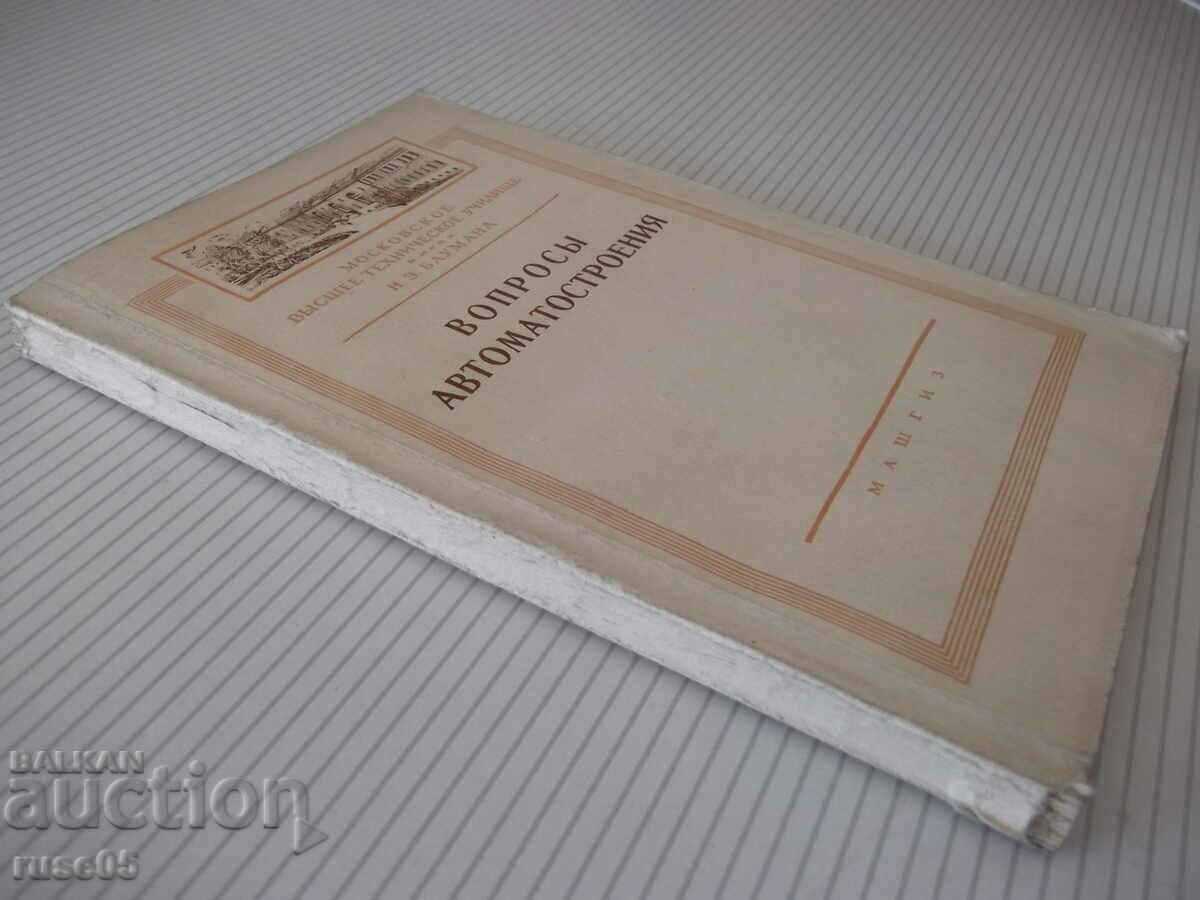 МОСКОВСКОЕ
ВЫСШЕЕ ТЕХНИЧЕСКОЕ УЧИЛИЩЕ
ИМЕНИ
Н. Э. БАУМАНА
ВОПРОСЫ
АВТОМАТОСТРОЕНИЯ
МАШГИЗ
BALKAN
auction
ruse05